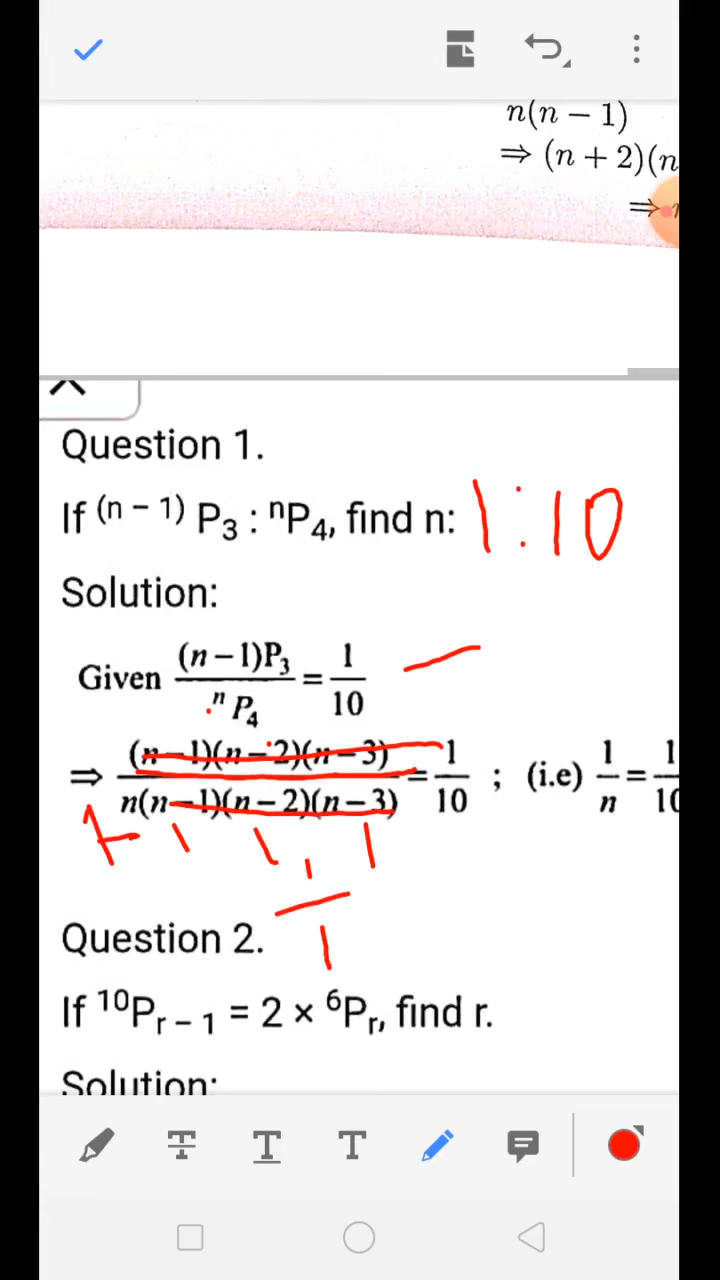 n(n − 1)
⇒ (n + 2)(n
⇒
Question 1.
If (n − 1) P3 : nP4, find n: 1:10
Solution:
Given (n − 1)P3 / nP4 = 1/10
⇒ (n−1)(n−2)(n−3) / n(n−1)(n−2)(n−3) = 1/10 ; (i.e) 1/n = 1/10
1
1
Question 2.
If 10Pr − 1 = 2 × 6Pr, find r.
Solution:
T T T